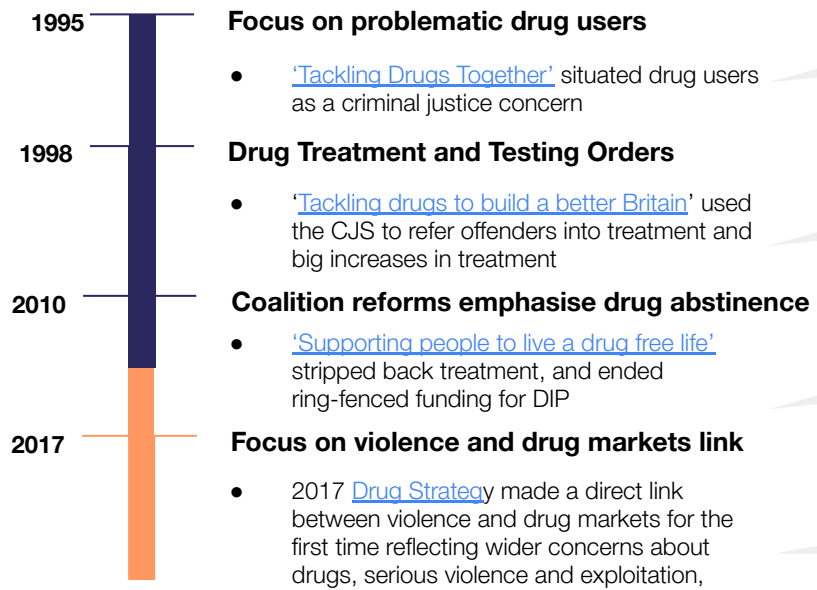 1995 Focus on problematic drug users
● ‘Tackling Drugs Together’ situated drug users
as a criminal justice concern
1998 Drug Treatment and Testing Orders
● ‘Tackling drugs to build a better Britain’ used
the CJS to refer offenders into treatment and
big increases in treatment
2010 Coalition reforms emphasise drug abstinence
● ‘Supporting people to live a drug free life’
stripped back treatment, and ended
ring-fenced funding for DIP
2017 Focus on violence and drug markets link
● 2017 Drug Strategy made a direct link
between violence and drug markets for the
first time reflecting wider concerns about
drugs, serious violence and exploitation,